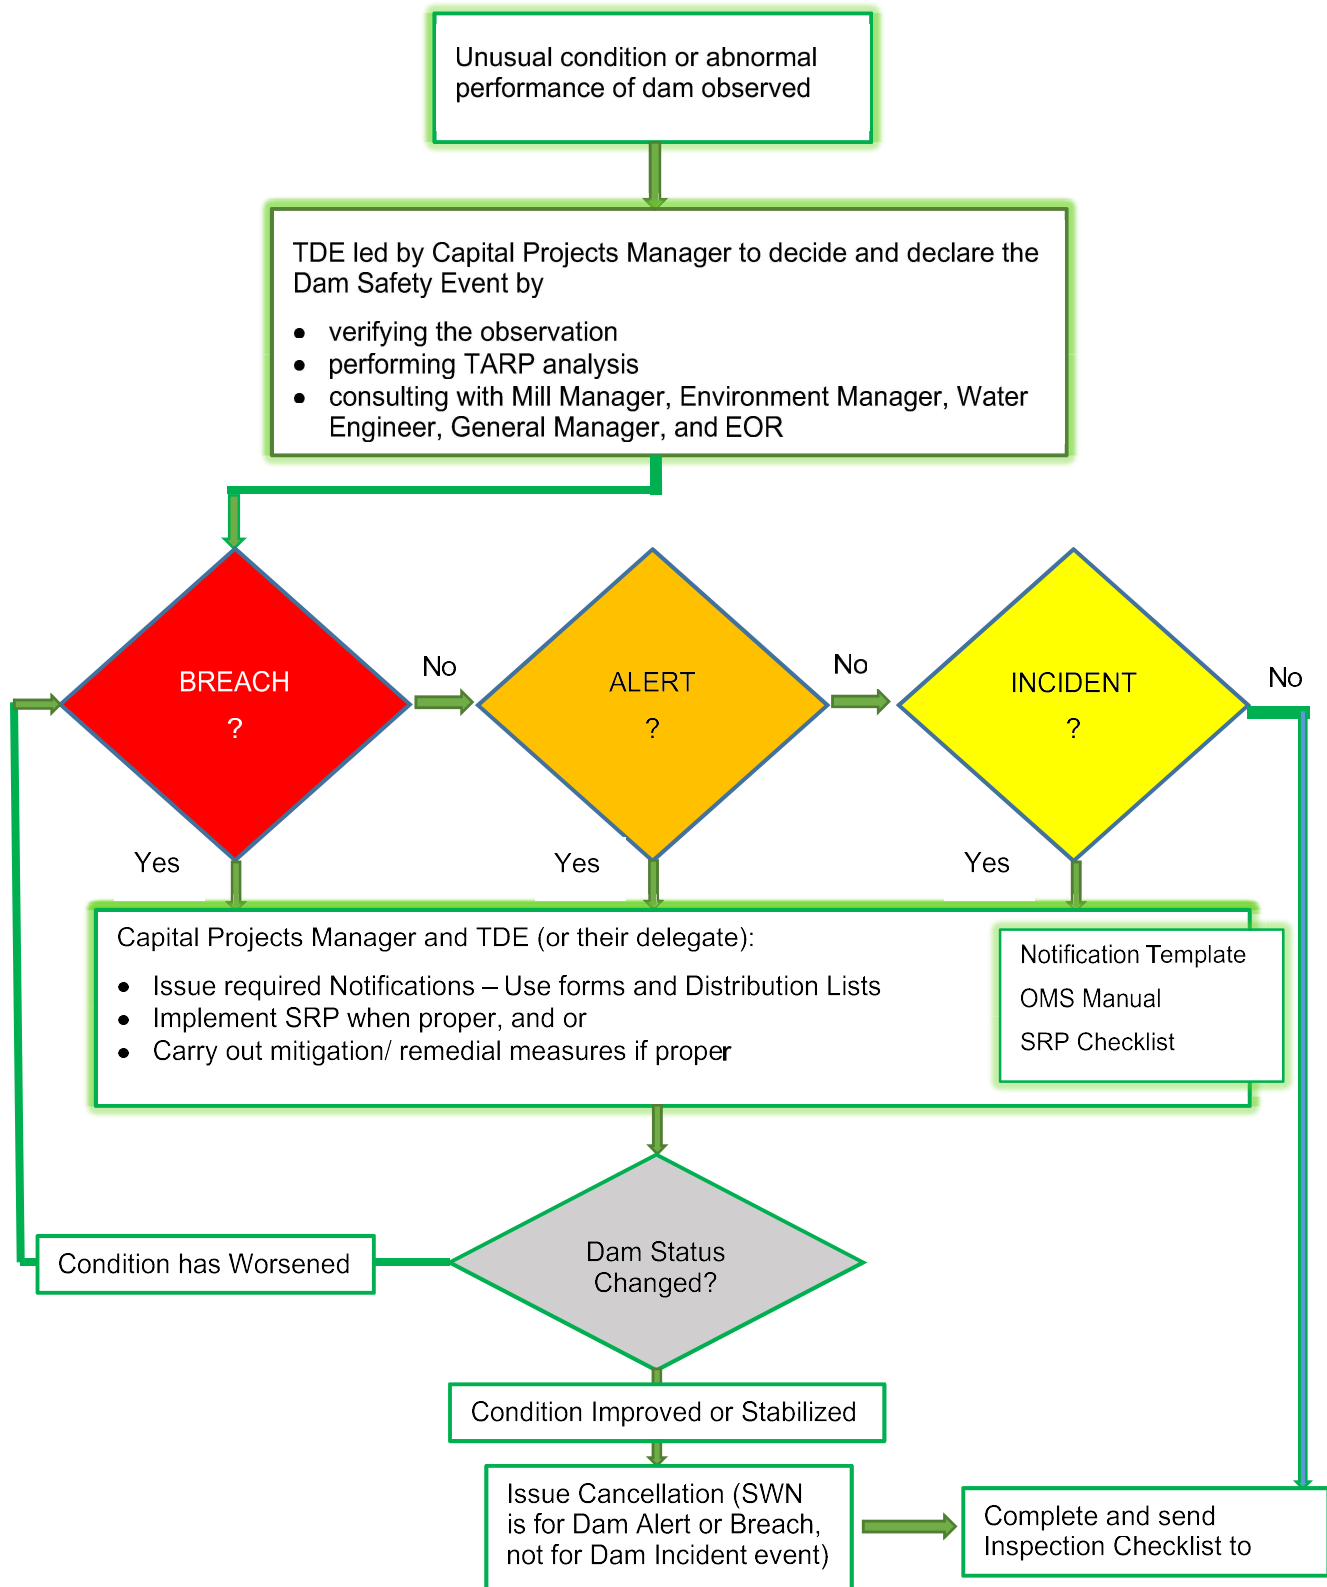 Unusual condition or abnormal
performance of dam observed
TDE led by Capital Projects Manager to decide and declare the
Dam Safety Event by
• verifying the observation
• performing TARP analysis
• consulting with Mill Manager, Environment Manager, Water
Engineer, General Manager, and EOR
BREACH
?
No
ALERT
?
No
INCIDENT
?
No
Yes
Yes
Yes
Capital Projects Manager and TDE (or their delegate):
• Issue required Notifications – Use forms and Distribution Lists
• Implement SRP when proper, and or
• Carry out mitigation/ remedial measures if proper
Notification Template
OMS Manual
SRP Checklist
Dam Status
Changed?
Condition has Worsened
Condition Improved or Stabilized
Issue Cancellation (SWN
is for Dam Alert or Breach,
not for Dam Incident event)
Complete and send
Inspection Checklist to